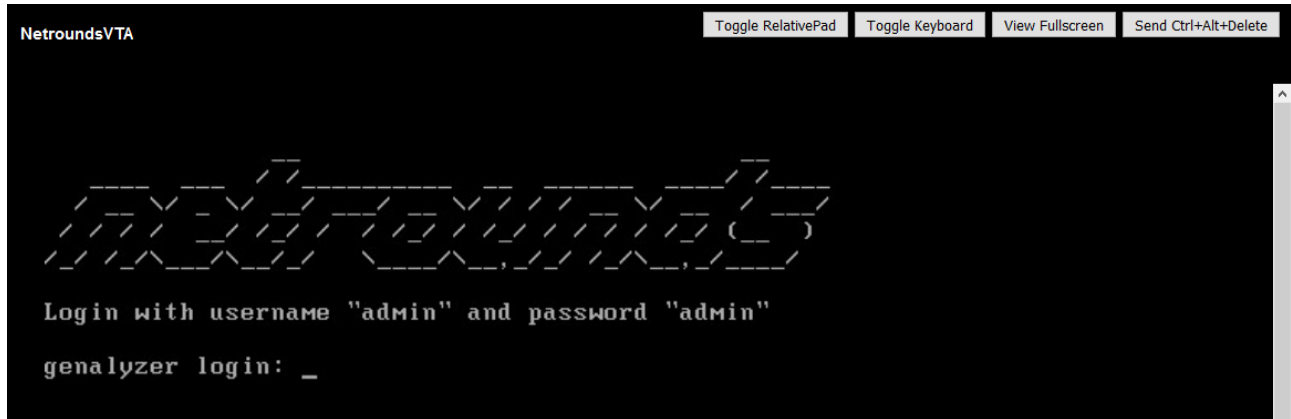 NetroundsVTA
Toggle RelativePad Toggle Keyboard View Fullscreen Send Ctrl+Alt+Delete
netrounds
Login with username "admin" and password "admin"
genalyzer login: _